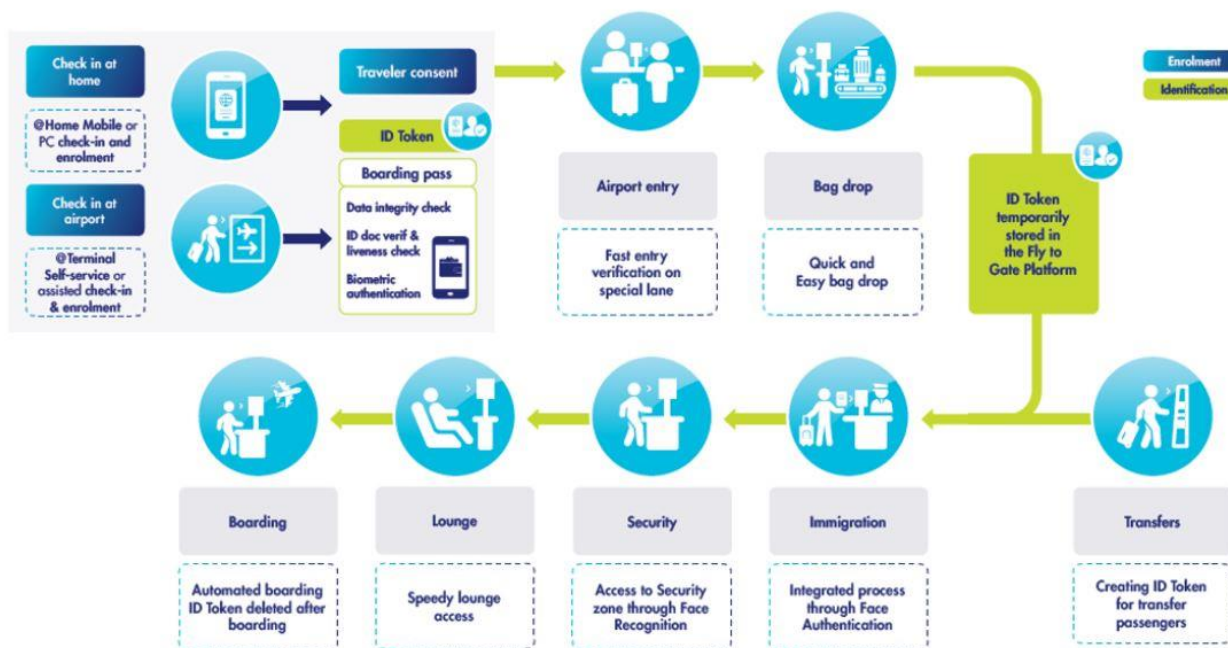 Check in at
home
@Home Mobile or
PC check-in and
enrolment
Check in at
airport
@Terminal
Self-service or
assisted check-in
& enrolment
Traveler consent
ID Token
Boarding pass
Data integrity check
ID doc verif &
liveness check
Biometric
authentication
Airport entry
Fast entry
verification on
special lane
Bag drop
Quick and
Easy bag drop
Enrolment
Identification
ID Token
temporarily
stored in
the Fly to
Gate Platform
Boarding
Automated boarding
ID Token deleted after
boarding
Lounge
Speedy lounge
access
Security
Access to Security
zone through Face
Recognition
Immigration
Integrated process
through Face
Authentication
Transfers
Creating ID Token
for transfer
passengers